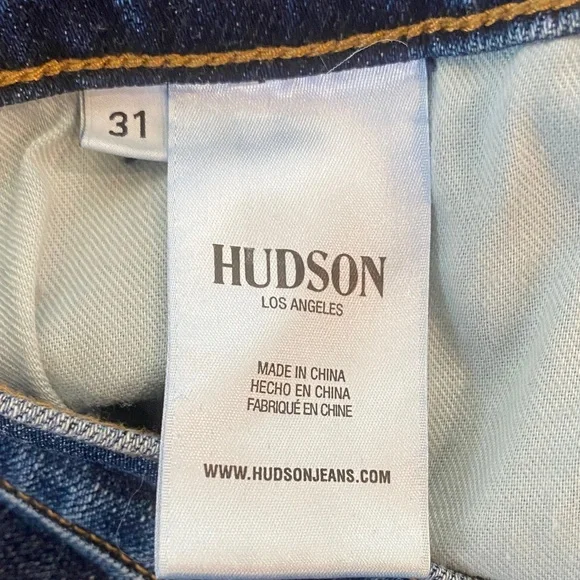 31
HUDSON
LOS ANGELES
MADE IN CHINA
HECHO EN CHINA
FABRIQUÉ EN CHINE
WWW.HUDSONJEANS.COM